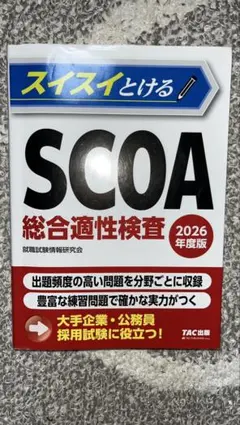 スイスイとける
SCOA
総合適性検査
2026
年度版
就職試験情報研究会
出題頻度の高い問題を分野ごとに収録
豊富な練習問題で確かな実力がつく
大手企業・公務員
採用試験に役立つ!
TAC出版